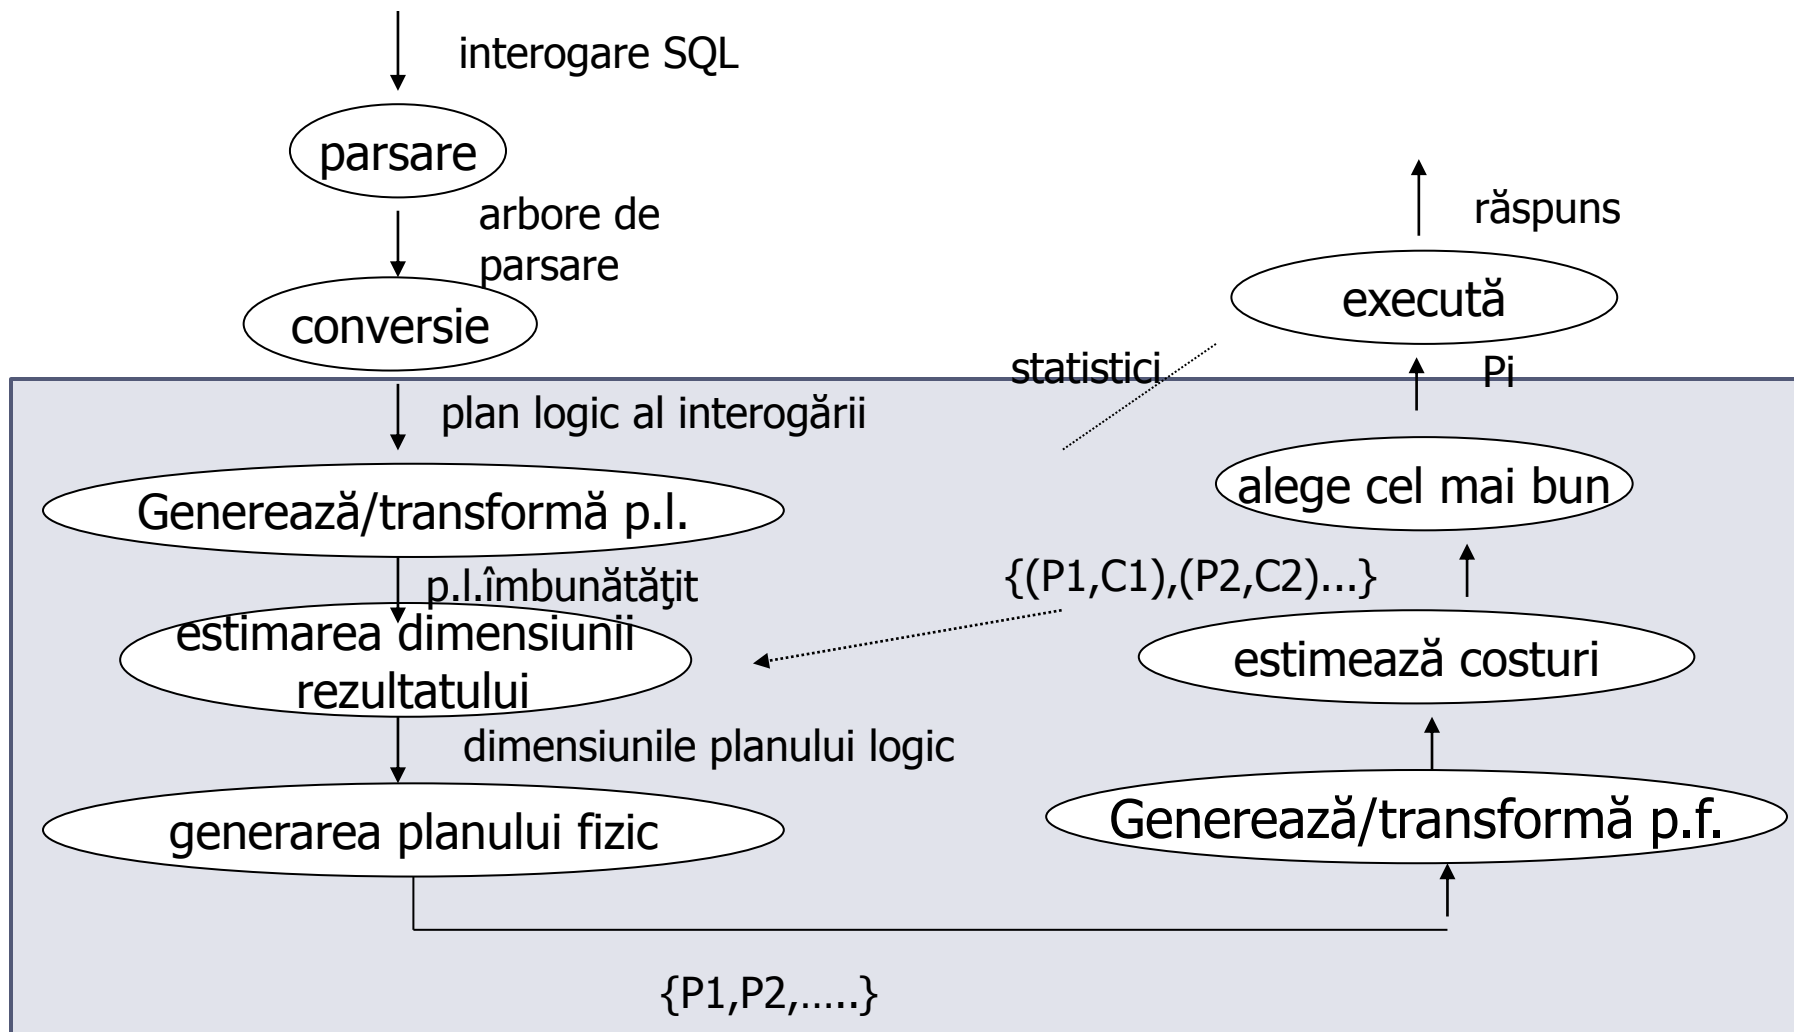 interogare SQL
parsare
arbore de
parsare
conversie
plan logic al interogării
Generează/transformă p.l.
p.l.îmbunătăţit
estimarea dimensiunii
rezultatului
dimensiunile planului logic
generarea planului fizic
{P1,P2,…..}
Generează/transformă p.f.
estimează costuri
{(P1,C1),(P2,C2)...}
alege cel mai bun
Pi
statistici
execută
răspuns